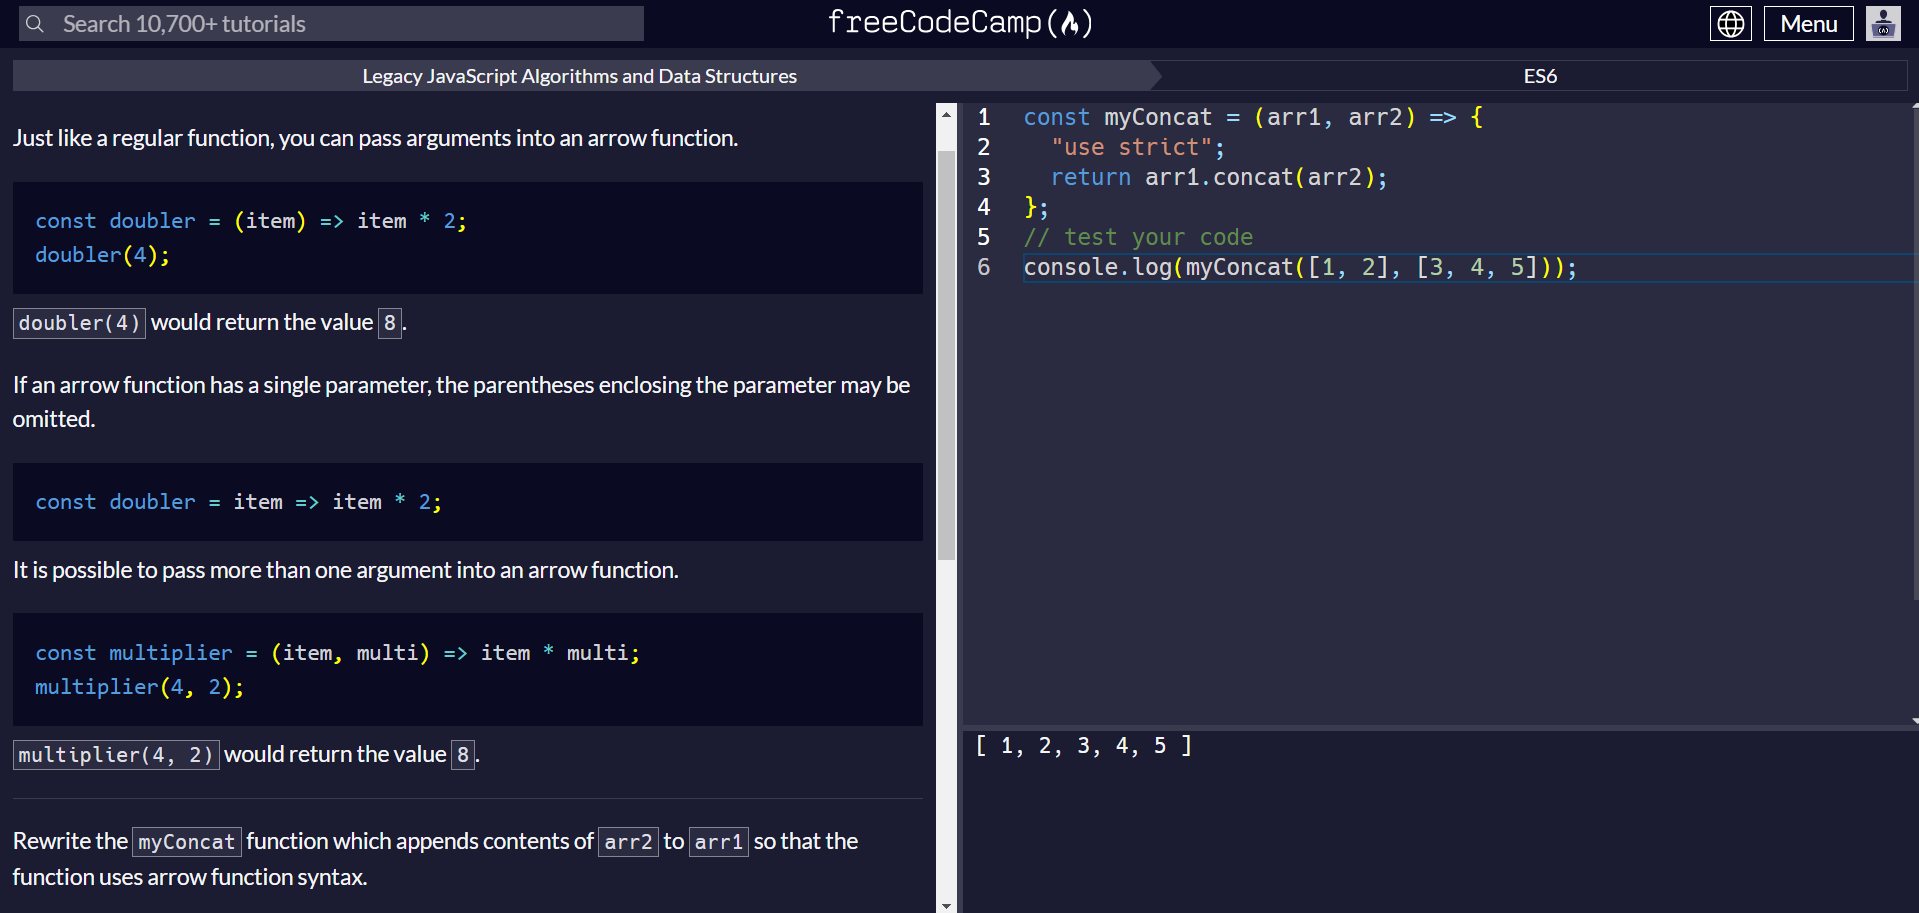 Search 10,700+ tutorials
freeCodeCamp(🔥)
Menu
Legacy JavaScript Algorithms and Data Structures
ES6
Just like a regular function, you can pass arguments into an arrow function.
const doubler = (item) => item * 2;
doubler(4);
doubler(4) would return the value 8.
If an arrow function has a single parameter, the parentheses enclosing the parameter may be
omitted.
const doubler = item => item * 2;
It is possible to pass more than one argument into an arrow function.
const multiplier = (item, multi) => item * multi;
multiplier(4, 2);
multiplier(4, 2) would return the value 8.
Rewrite the myConcat function which appends contents of arr2 to arr1 so that the
function uses arrow function syntax.
1 const myConcat = (arr1, arr2) => {
2 "use strict";
3 return arr1.concat(arr2);
4 };
5 // test your code
6 console.log(myConcat([1, 2], [3, 4, 5]));
[ 1, 2, 3, 4, 5 ]